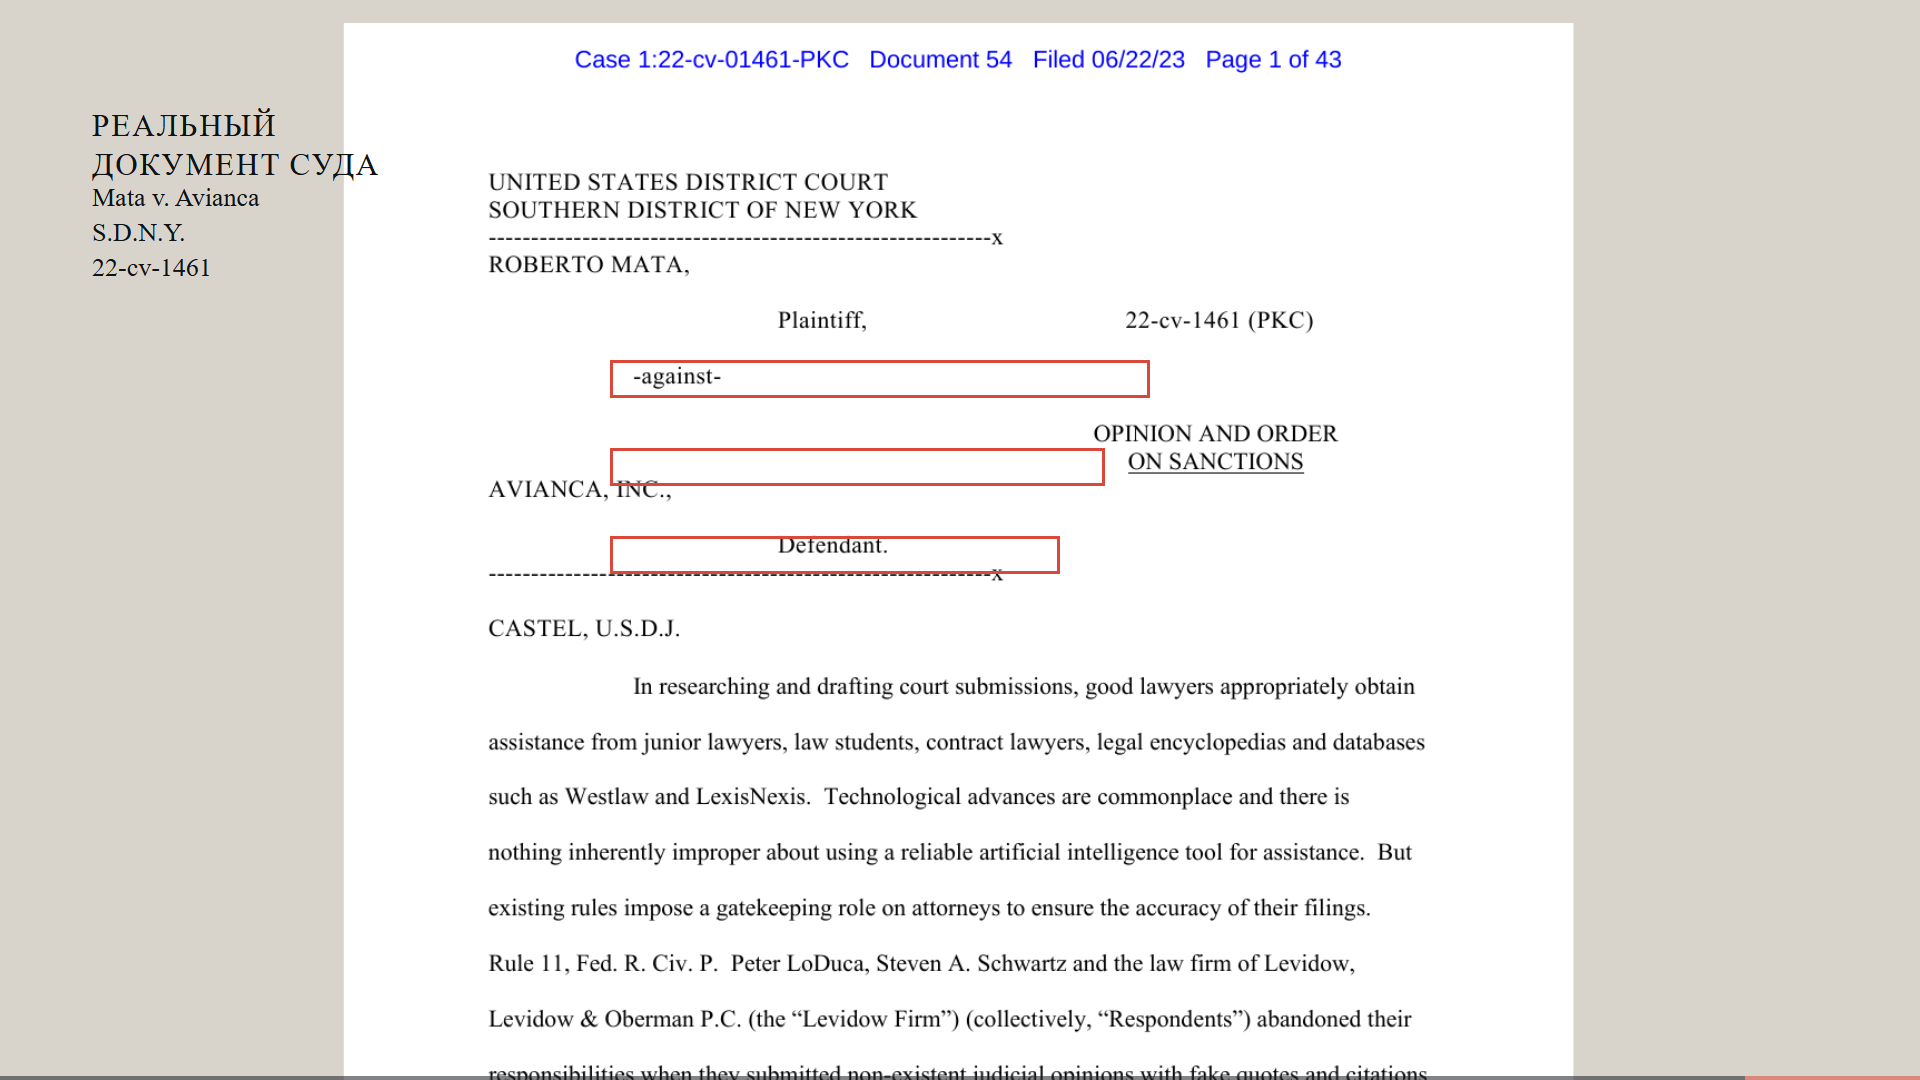 Case 1:22-cv-01461-PKC Document 54 Filed 06/22/23 Page 1 of 43
РЕАЛЬНЫЙ
ДОКУМЕНТ СУДА
Mata v. Avianca
S.D.N.Y.
22-cv-1461
UNITED STATES DISTRICT COURT
SOUTHERN DISTRICT OF NEW YORK
-----------------------------------------------------------x
ROBERTO MATA,
Plaintiff, 22-cv-1461 (PKC)
-against-
OPINION AND ORDER
ON SANCTIONS
AVIANCA, INC.,
Defendant.
-----------------------------------------------------------x
CASTEL, U.S.D.J.
In researching and drafting court submissions, good lawyers appropriately obtain
assistance from junior lawyers, law students, contract lawyers, legal encyclopedias and databases
such as Westlaw and LexisNexis. Technological advances are commonplace and there is
nothing inherently improper about using a reliable artificial intelligence tool for assistance. But
existing rules impose a gatekeeping role on attorneys to ensure the accuracy of their filings.
Rule 11, Fed. R. Civ. P. Peter LoDuca, Steven A. Schwartz and the law firm of Levidow,
Levidow & Oberman P.C. (the “Levidow Firm”) (collectively, “Respondents”) abandoned their
responsibilities when they submitted non-existent judicial opinions with fake quotes and citations